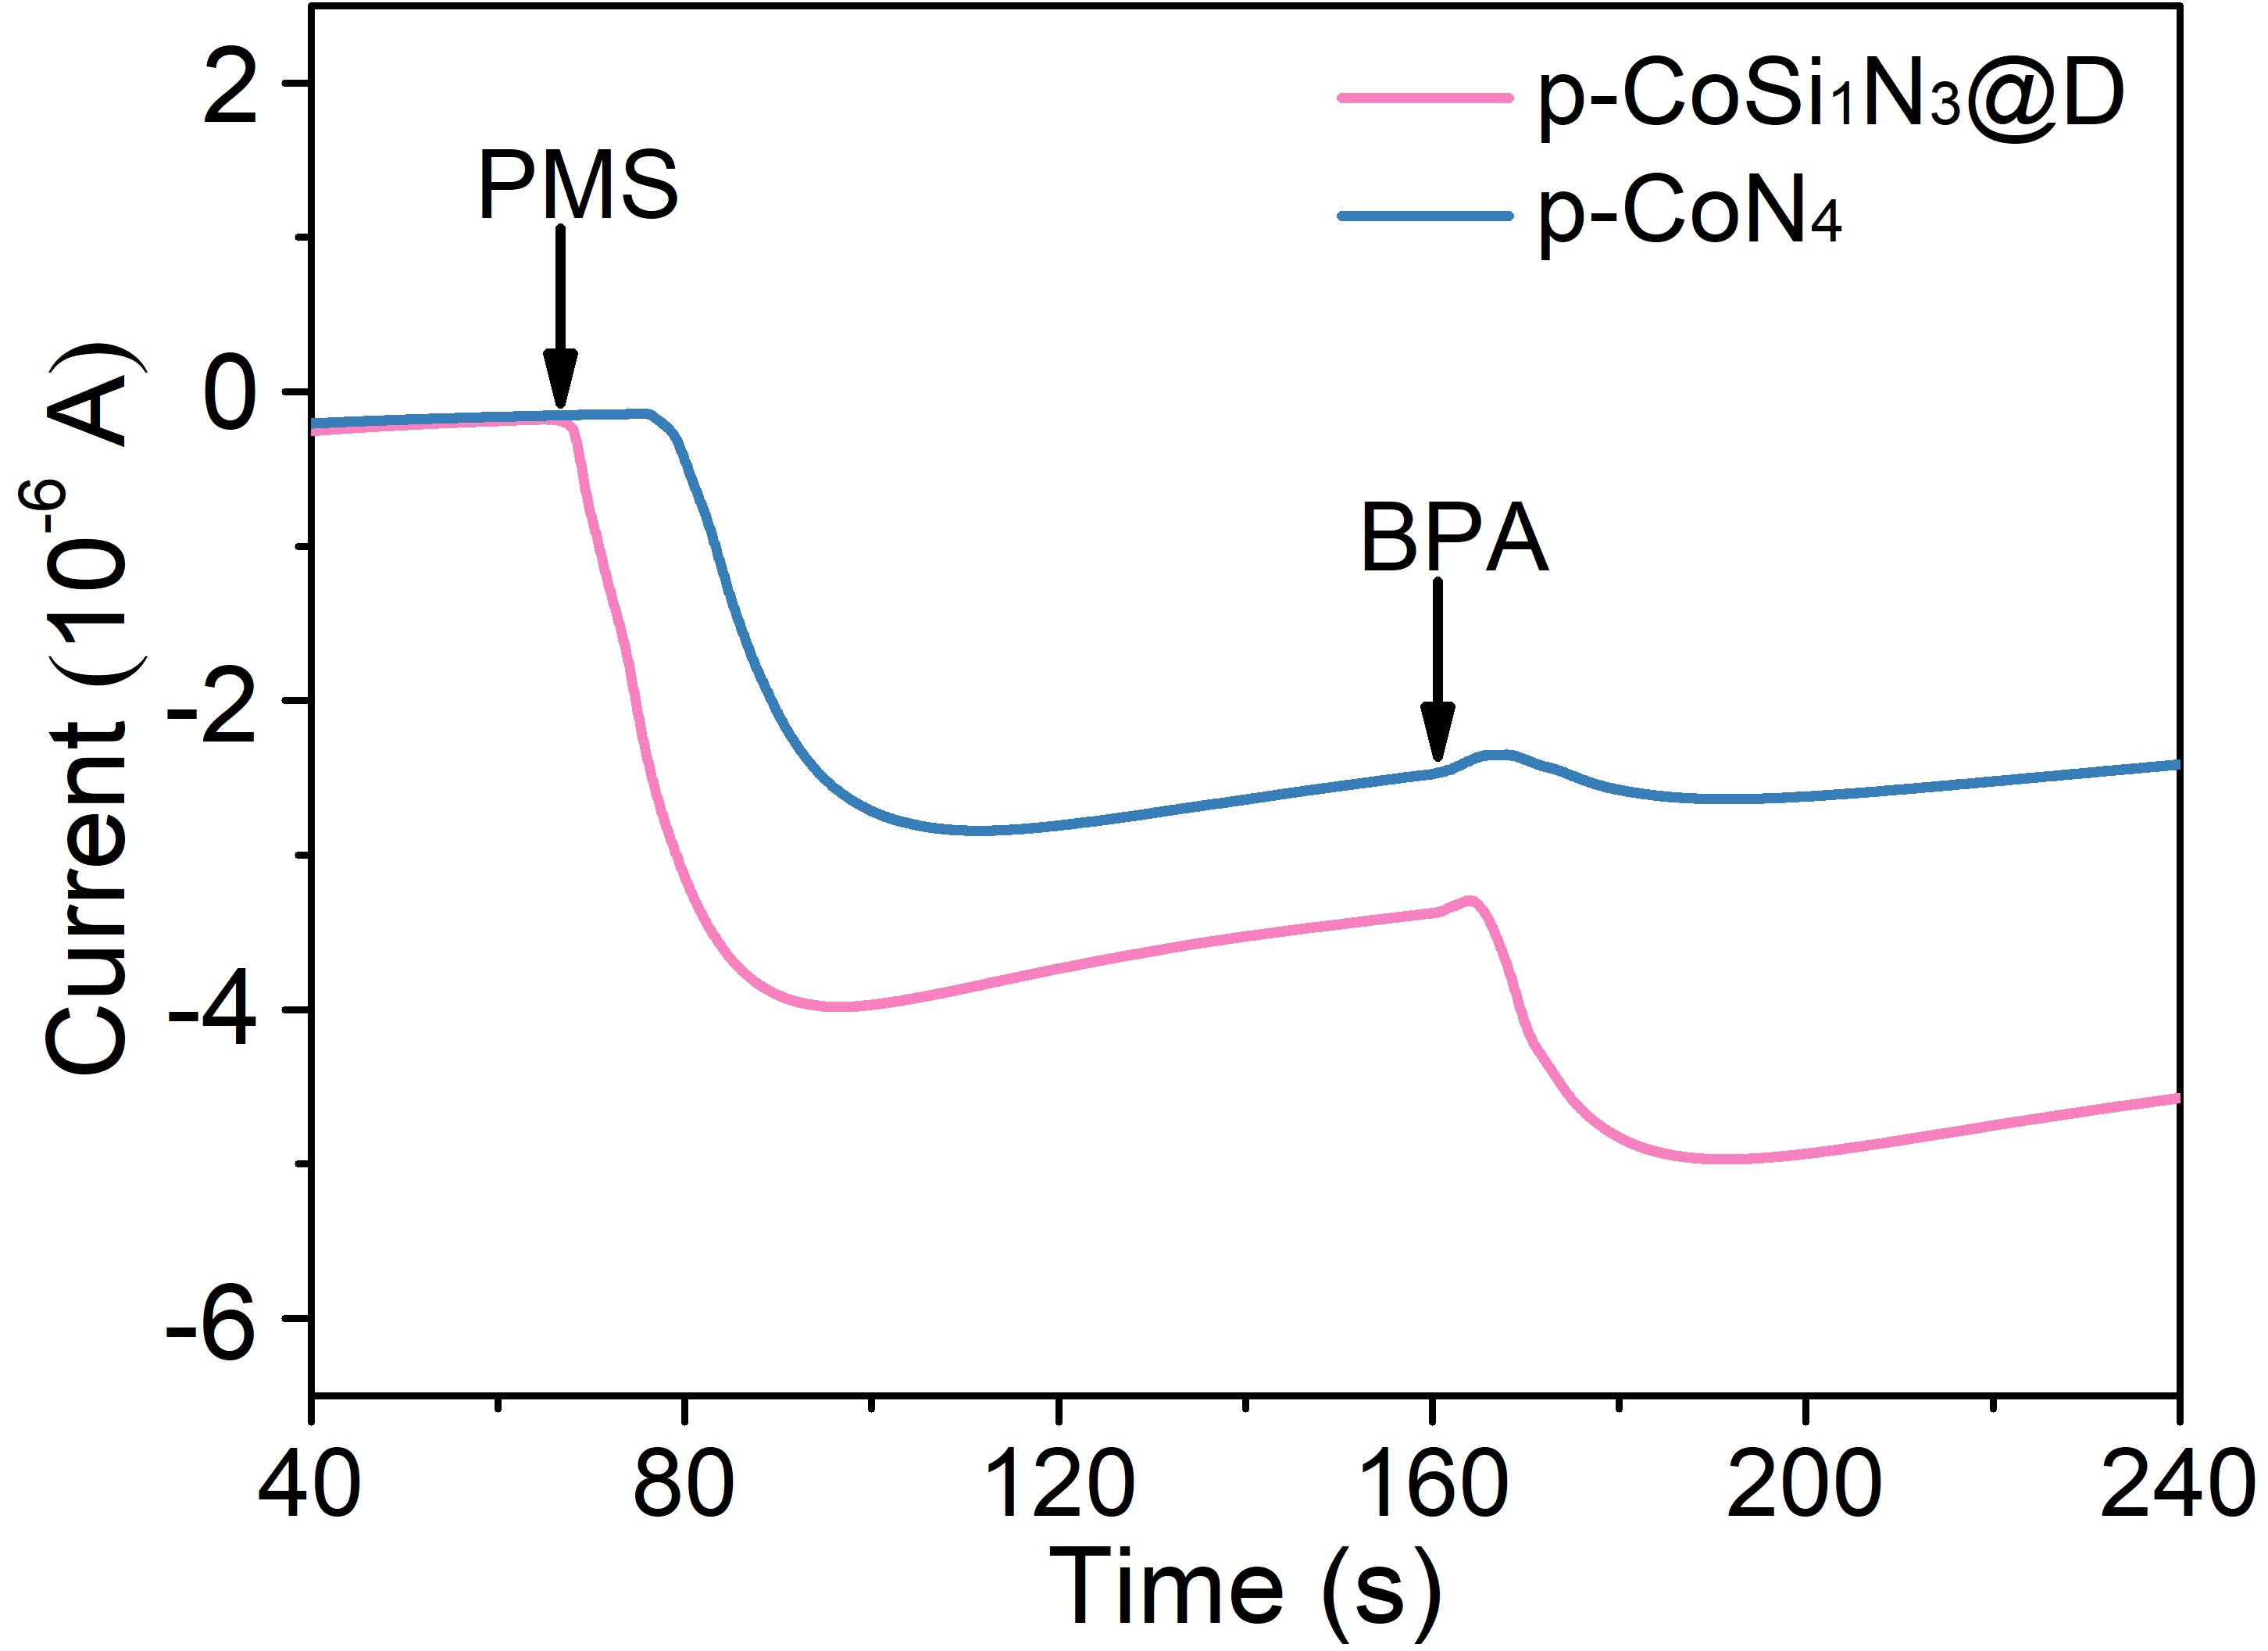 p-CoSi₁N₃@D
p-CoN₄
PMS
BPA
Current (10⁻⁶ A)
2
0
-2
-4
-6
40 80 120 160 200 240
Time (s)